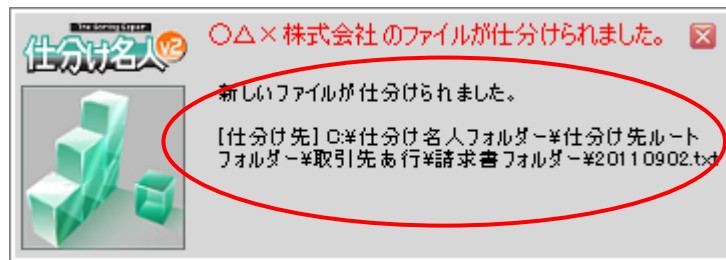 The Sorting Expert
仕分け名人v2
○△×株式会社のファイルが仕分けられました。
新しいファイルが仕分けられました。
[仕分け先] C:¥仕分け名人フォルダー¥仕分け先ルート
フォルダー¥取引先あ行¥請求書フォルダー¥20110902.txt